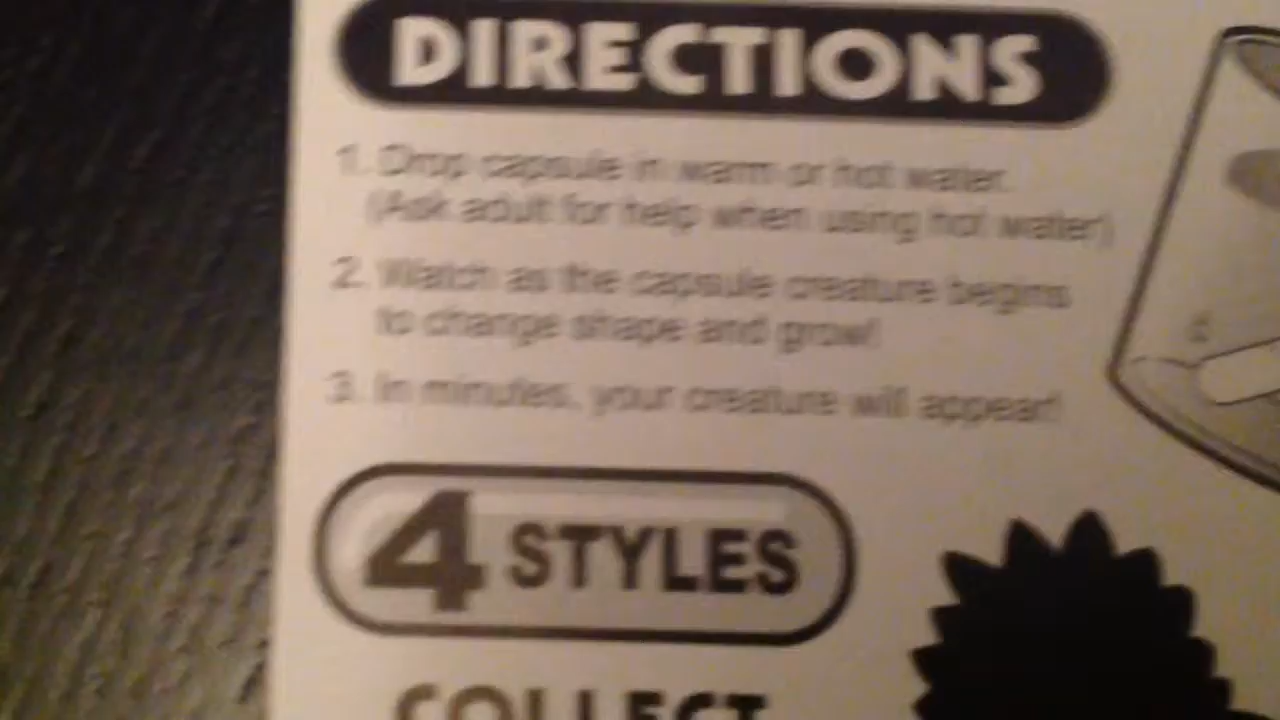 DIRECTIONS
1. Drop capsule in warm or hot water.
(Ask adult for help when using hot water)
2. Watch as the capsule creature begins
to change shape and grow!
3. In minutes, your creature will appear!
4 STYLES
COLLECT